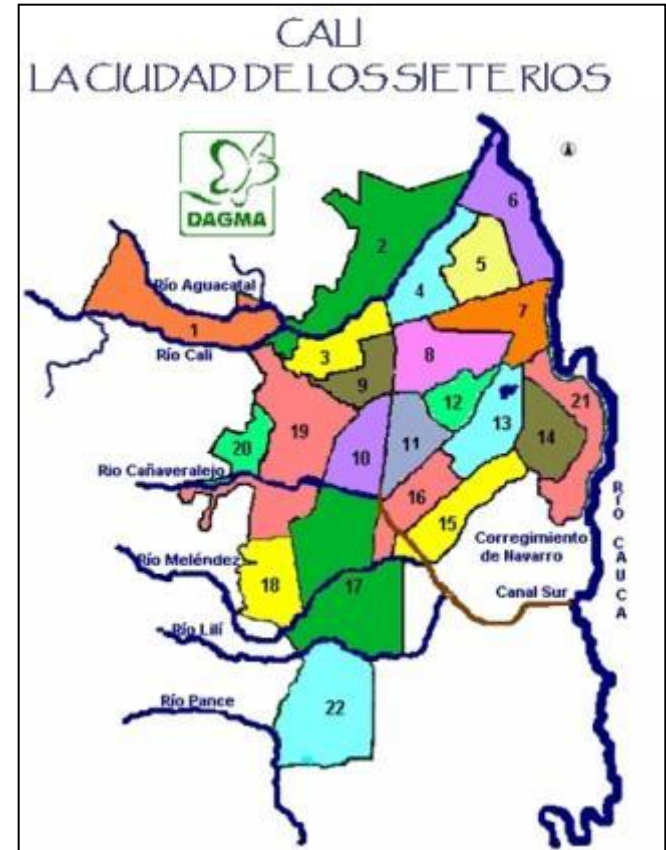 CALI
LA CIUDAD DE LOS SIETE RIOS
DAGMA
6
2
5
4
Río Aguacatal
7
1
Río Cali
3
8
9
21
12
19
13
14
20
10
11
Rio Cañaveralejo
16
15
RÍO CAUCA
Corregimiento
de Navarro
Río Meléndez
18
17
Canal Sur
Río Lilí
Río Pance
22